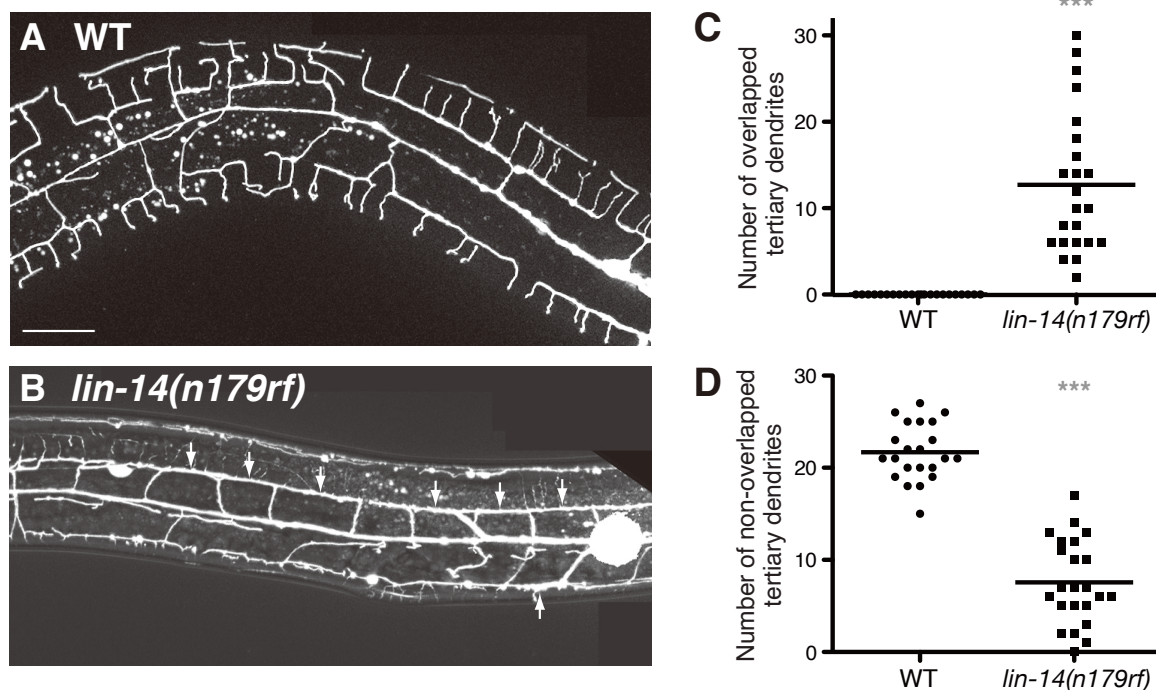 A WT
B lin-14(n179rf)
C
***
Number of overlapped
tertiary dendrites
30
20
10
0
WT
lin-14(n179rf)
D
***
Number of non-overlapped
tertiary dendrites
30
20
10
0
WT
lin-14(n179rf)